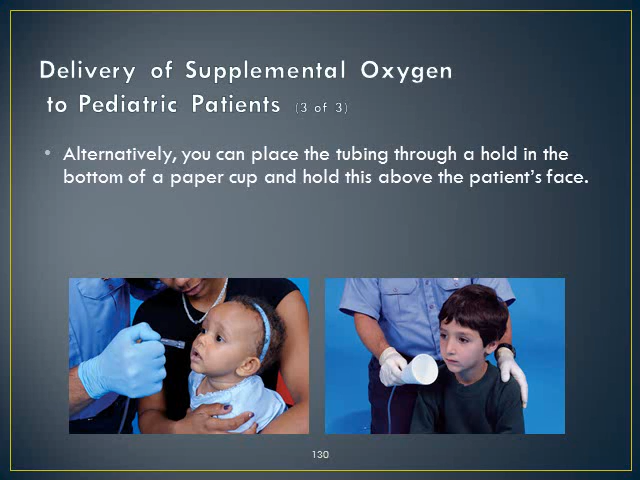 Delivery of Supplemental Oxygen
to Pediatric Patients (3 of 3)
• Alternatively, you can place the tubing through a hold in the
bottom of a paper cup and hold this above the patient's face.
130